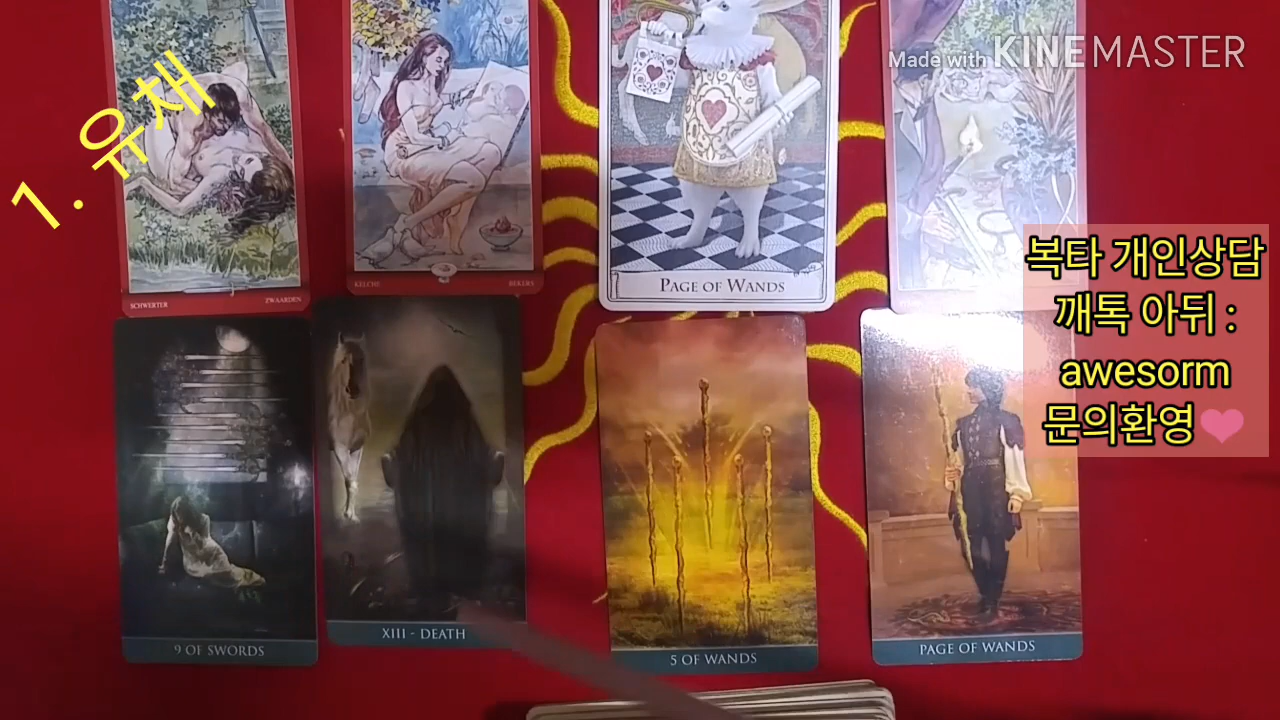 1. 유채
Made with KINEMASTER
복타 개인상담
깨톡 아뒤 :
awesorm
문의환영
SCHWERTER ZWAARDEN
KELCHE BEKERS
PAGE OF WANDS
9 OF SWORDS
XIII - DEATH
5 OF WANDS
PAGE OF WANDS